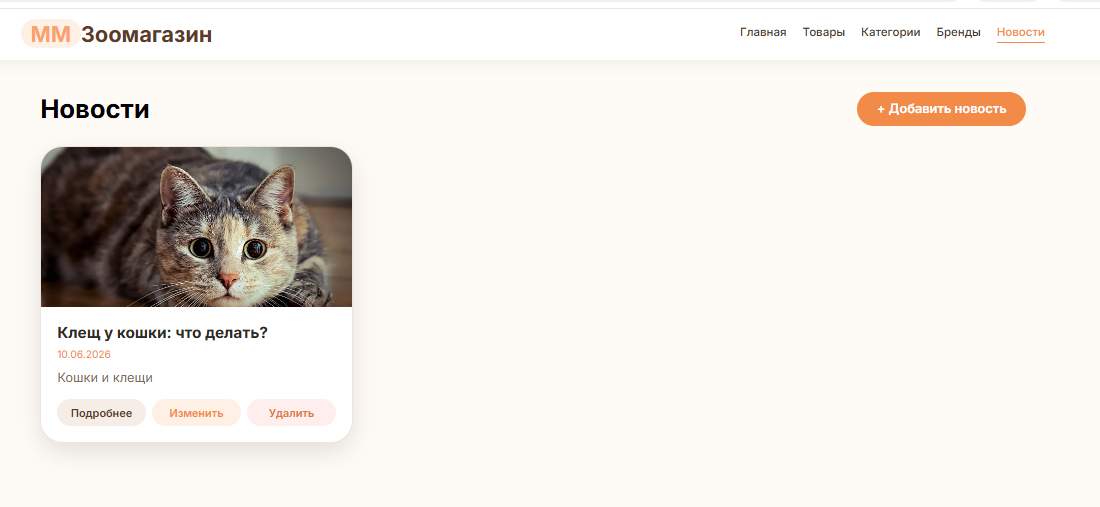 ММ Зоомагазин
Главная Товары Категории Бренды Новости
Новости
+ Добавить новость
Клещ у кошки: что делать?
10.06.2026
Кошки и клещи
Подробнее Изменить Удалить